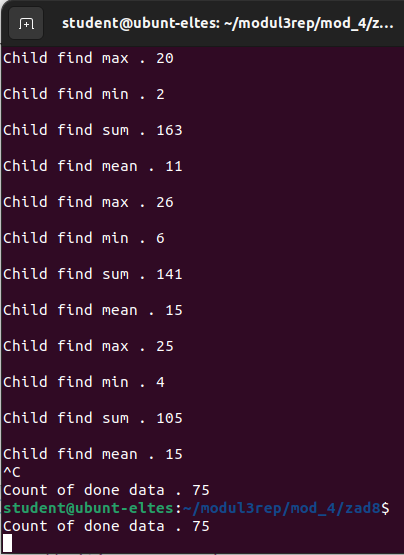 student@ubunt-eltes: ~/modul3rep/mod_4/z...
Child find max . 20
Child find min . 2
Child find sum . 163
Child find mean . 11
Child find max . 26
Child find min . 6
Child find sum . 141
Child find mean . 15
Child find max . 25
Child find min . 4
Child find sum . 105
Child find mean . 15
^C
Count of done data . 75
student@ubunt-eltes:~/modul3rep/mod_4/zad8$
Count of done data . 75